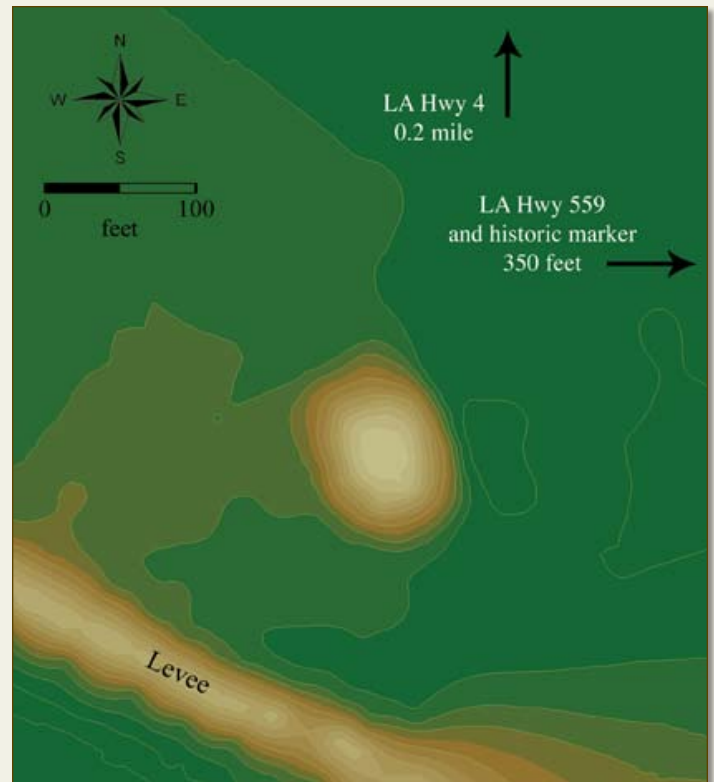 N
W E
S
0 100
feet
LA Hwy 4
0.2 mile
LA Hwy 559
and historic marker
350 feet
Levee